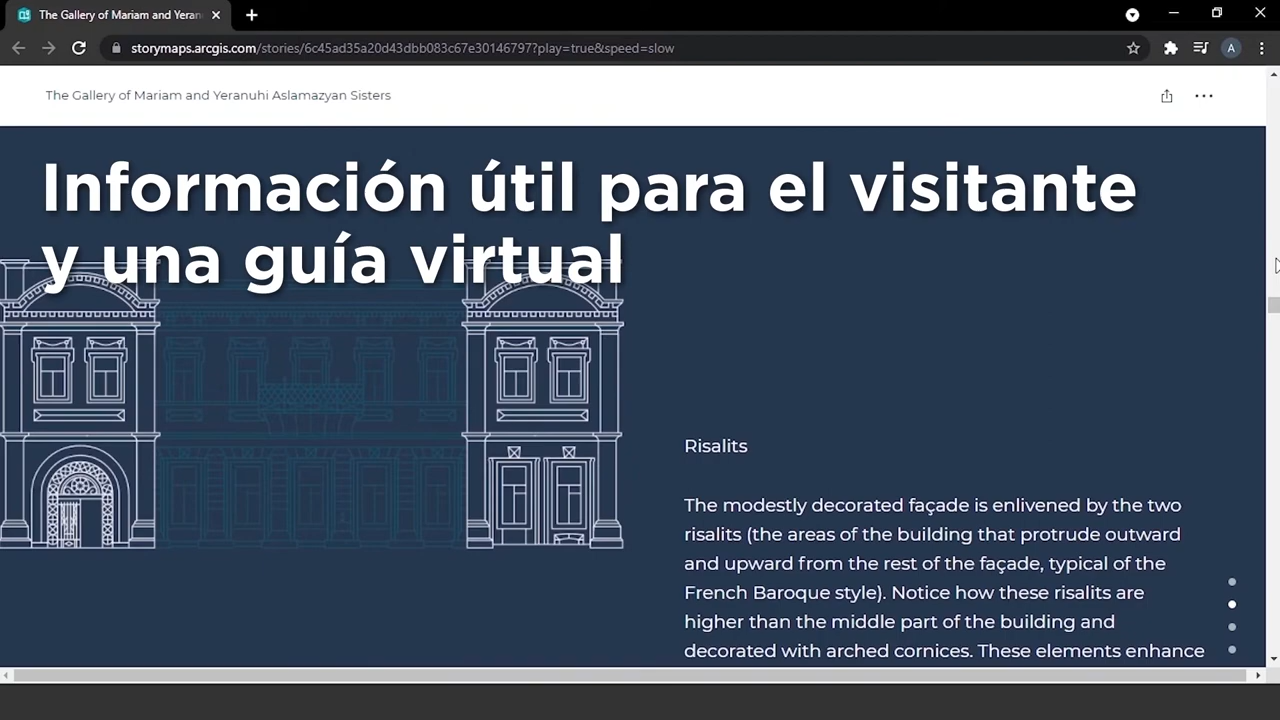 The Gallery of Mariam and Yeran
storymaps.arcgis.com/stories/6c45ad35a20d43dbb083c67e30146797?play=true&speed=slow
A
The Gallery of Mariam and Yeranuhi Aslamazyan Sisters
Información útil para el visitante
y una guía virtual
Risalits
The modestly decorated façade is enlivened by the two
risalits (the areas of the building that protrude outward
and upward from the rest of the façade, typical of the
French Baroque style). Notice how these risalits are
higher than the middle part of the building and
decorated with arched cornices. These elements enhance